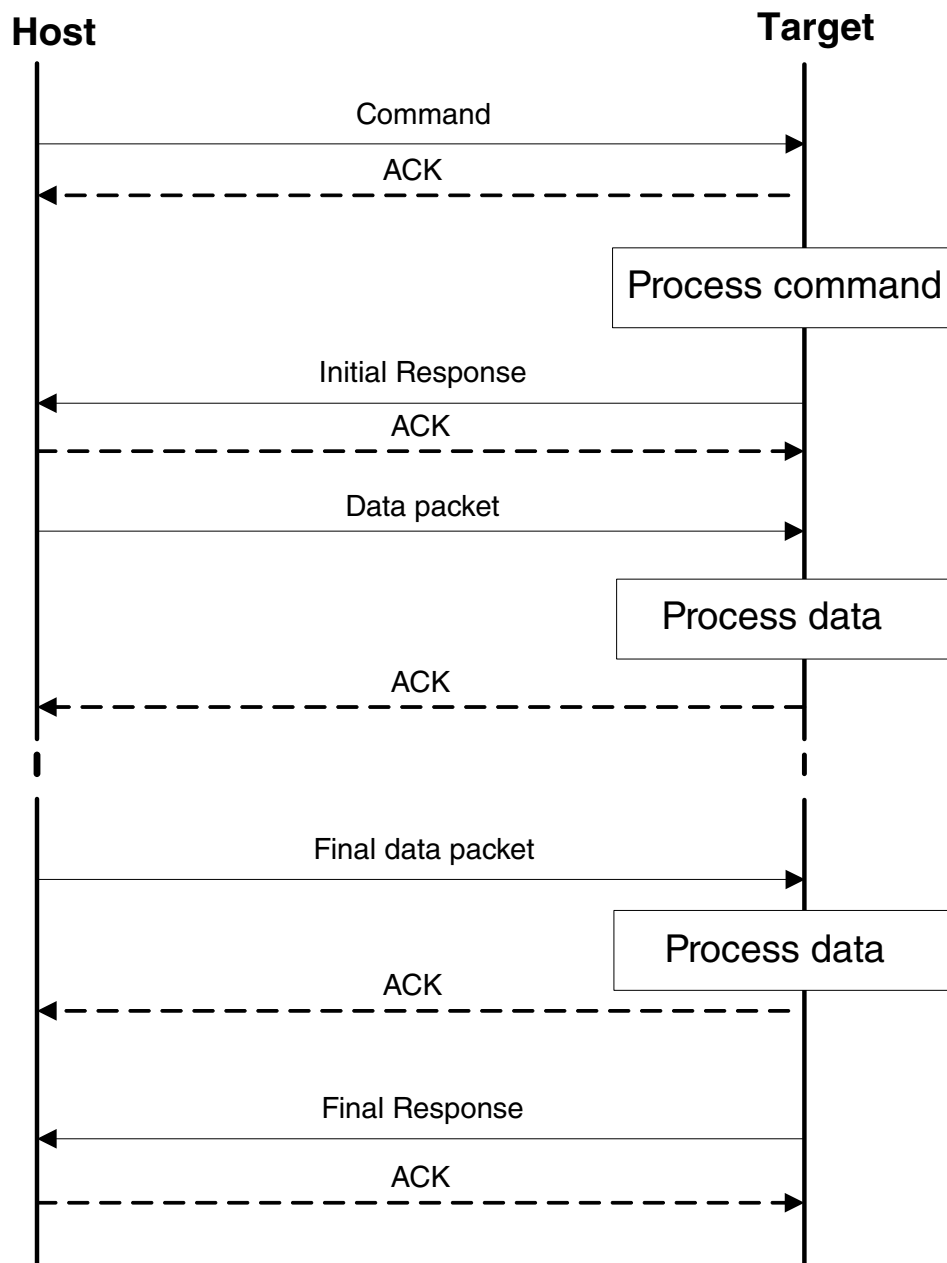 Host
Target
Command
ACK
Process command
Initial Response
ACK
Data packet
Process data
ACK
Final data packet
Process data
ACK
Final Response
ACK